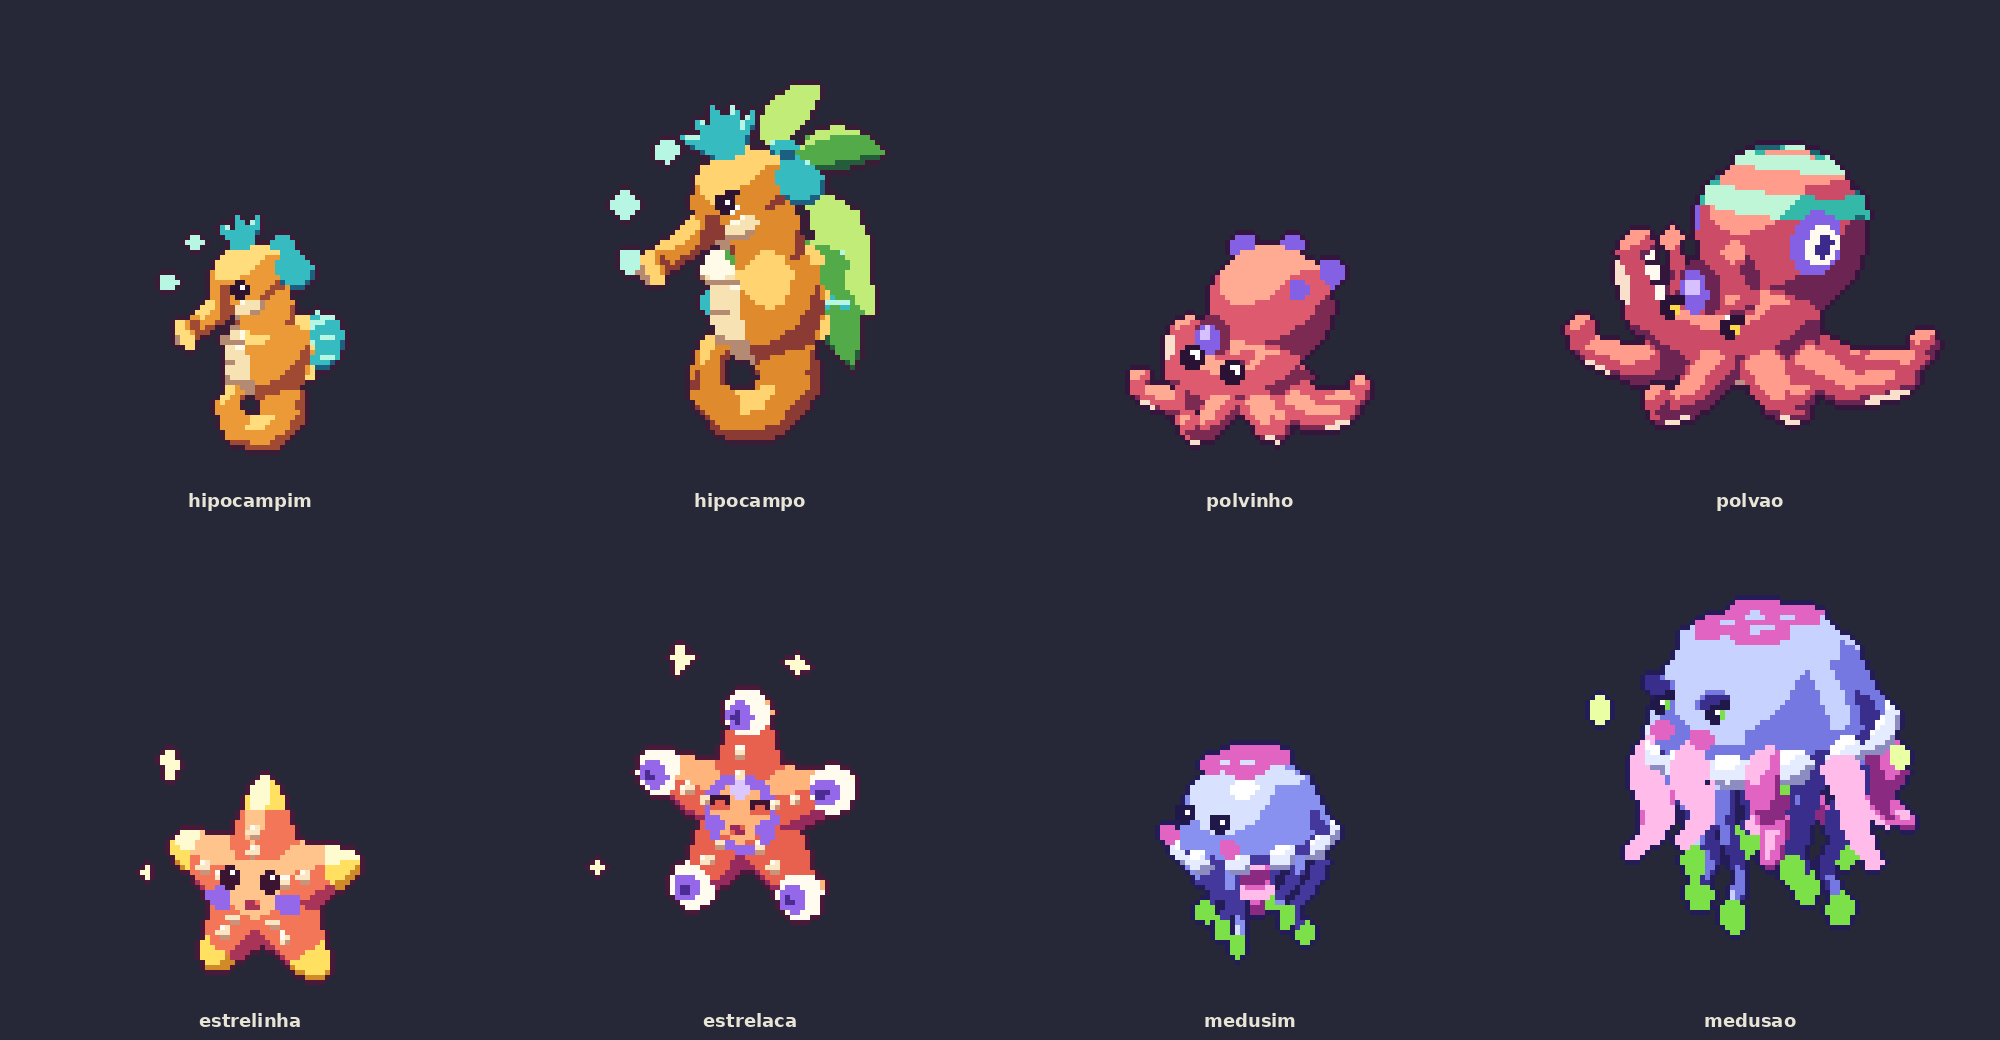 hipocampim
hipocampo
polvinho
polvao
estrelinha
estrelaca
medusim
medusao